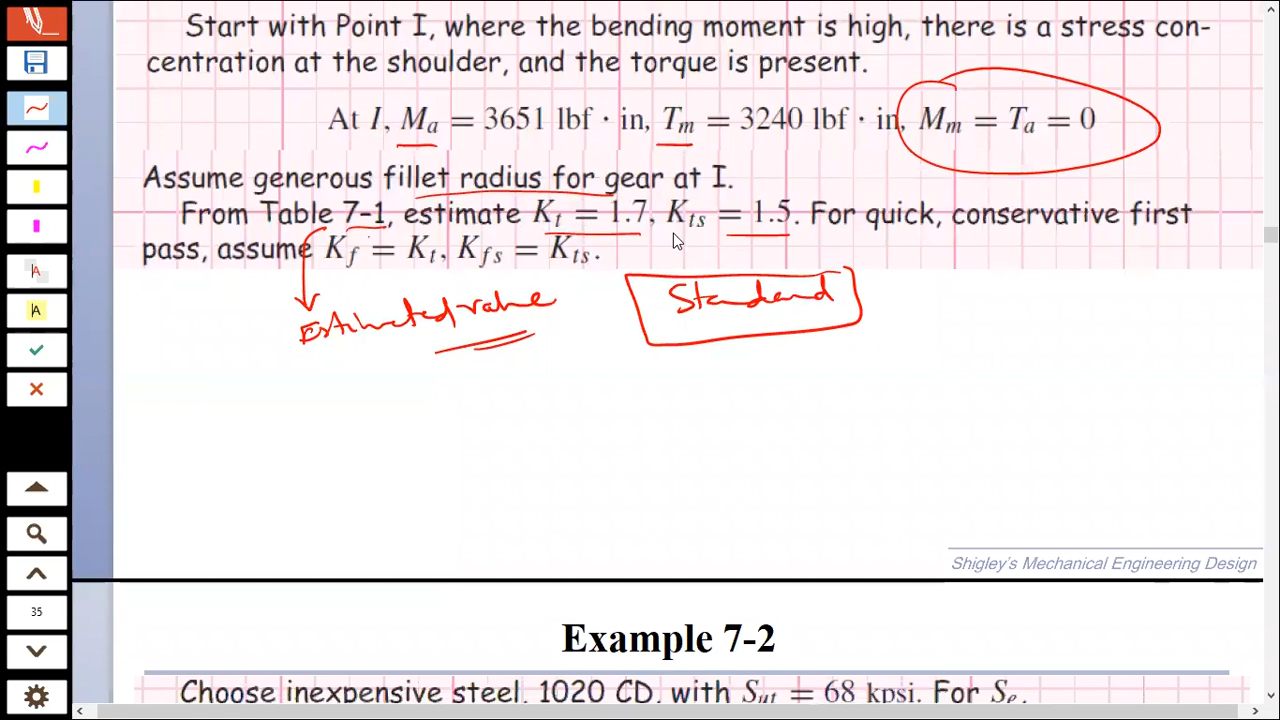 Start with Point I, where the bending moment is high, there is a stress con-
centration at the shoulder, and the torque is present.
At I, Mₐ = 3651 lbf · in, Tₘ = 3240 lbf · in, Mₘ = Tₐ = 0
Assume generous fillet radius for gear at I.
From Table 7-1, estimate Kₜ = 1.7, Kₜₛ = 1.5. For quick, conservative first
pass, assume K_f = Kₜ, K_fs = Kₜₛ.
Estimated value
Standard
A
A
Shigley's Mechanical Engineering Design
35
Example 7-2
Choose inexpensive steel, 1020 CD, with Sᵤₜ = 68 kpsi. For Sₑ,